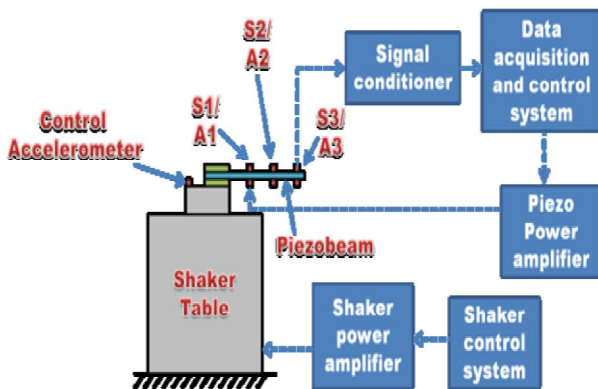 S2/
A2
Signal
conditioner
Data
acquisition
and control
system
S1/
A1
Control
Accelerometer
S3/
A3
Piezobeam
Piezo
Power
amplifier
Shaker
Table
Shaker
power
amplifier
Shaker
control
system